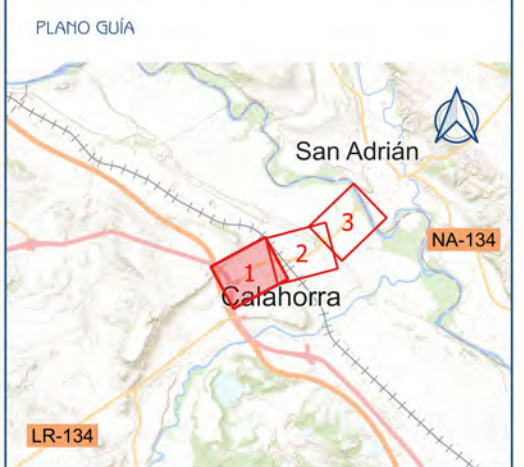 PLANO GUÍA
San Adrián
3
NA-134
2
1
Calahorra
LR-134